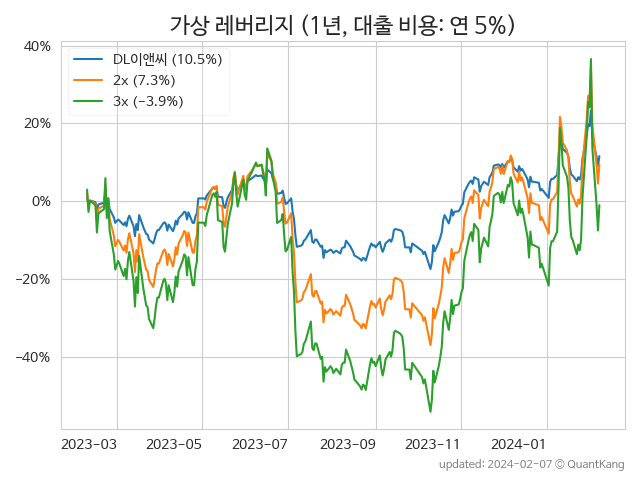 가상 레버리지 (1년, 대출 비용: 연 5%)
DL이앤씨 (10.5%)
2x (7.3%)
3x (−3.9%)
40%
20%
0%
−20%
−40%
2023-03
2023-05
2023-07
2023-09
2023-11
2024-01
updated: 2024-02-07 © QuantKang